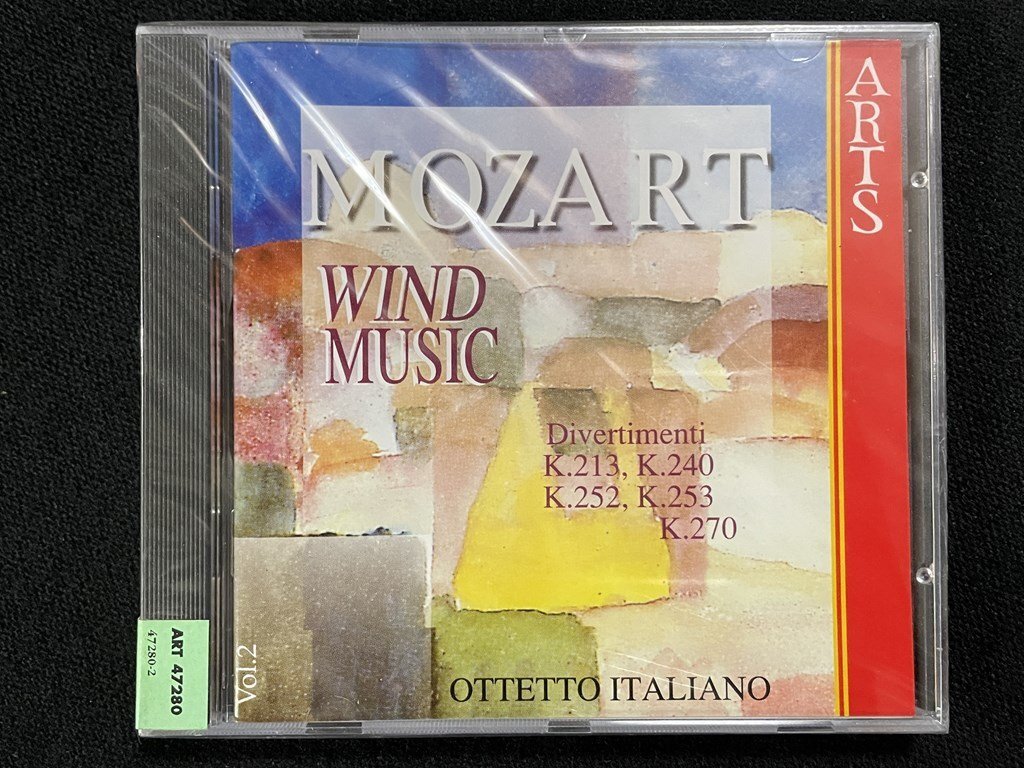 MOZART
WIND
MUSIC
Divertimenti
K.213, K.240
K.252, K.253
K.270
OTTETTO ITALIANO
Vol.2
ARTS
ART 47280
47280-2